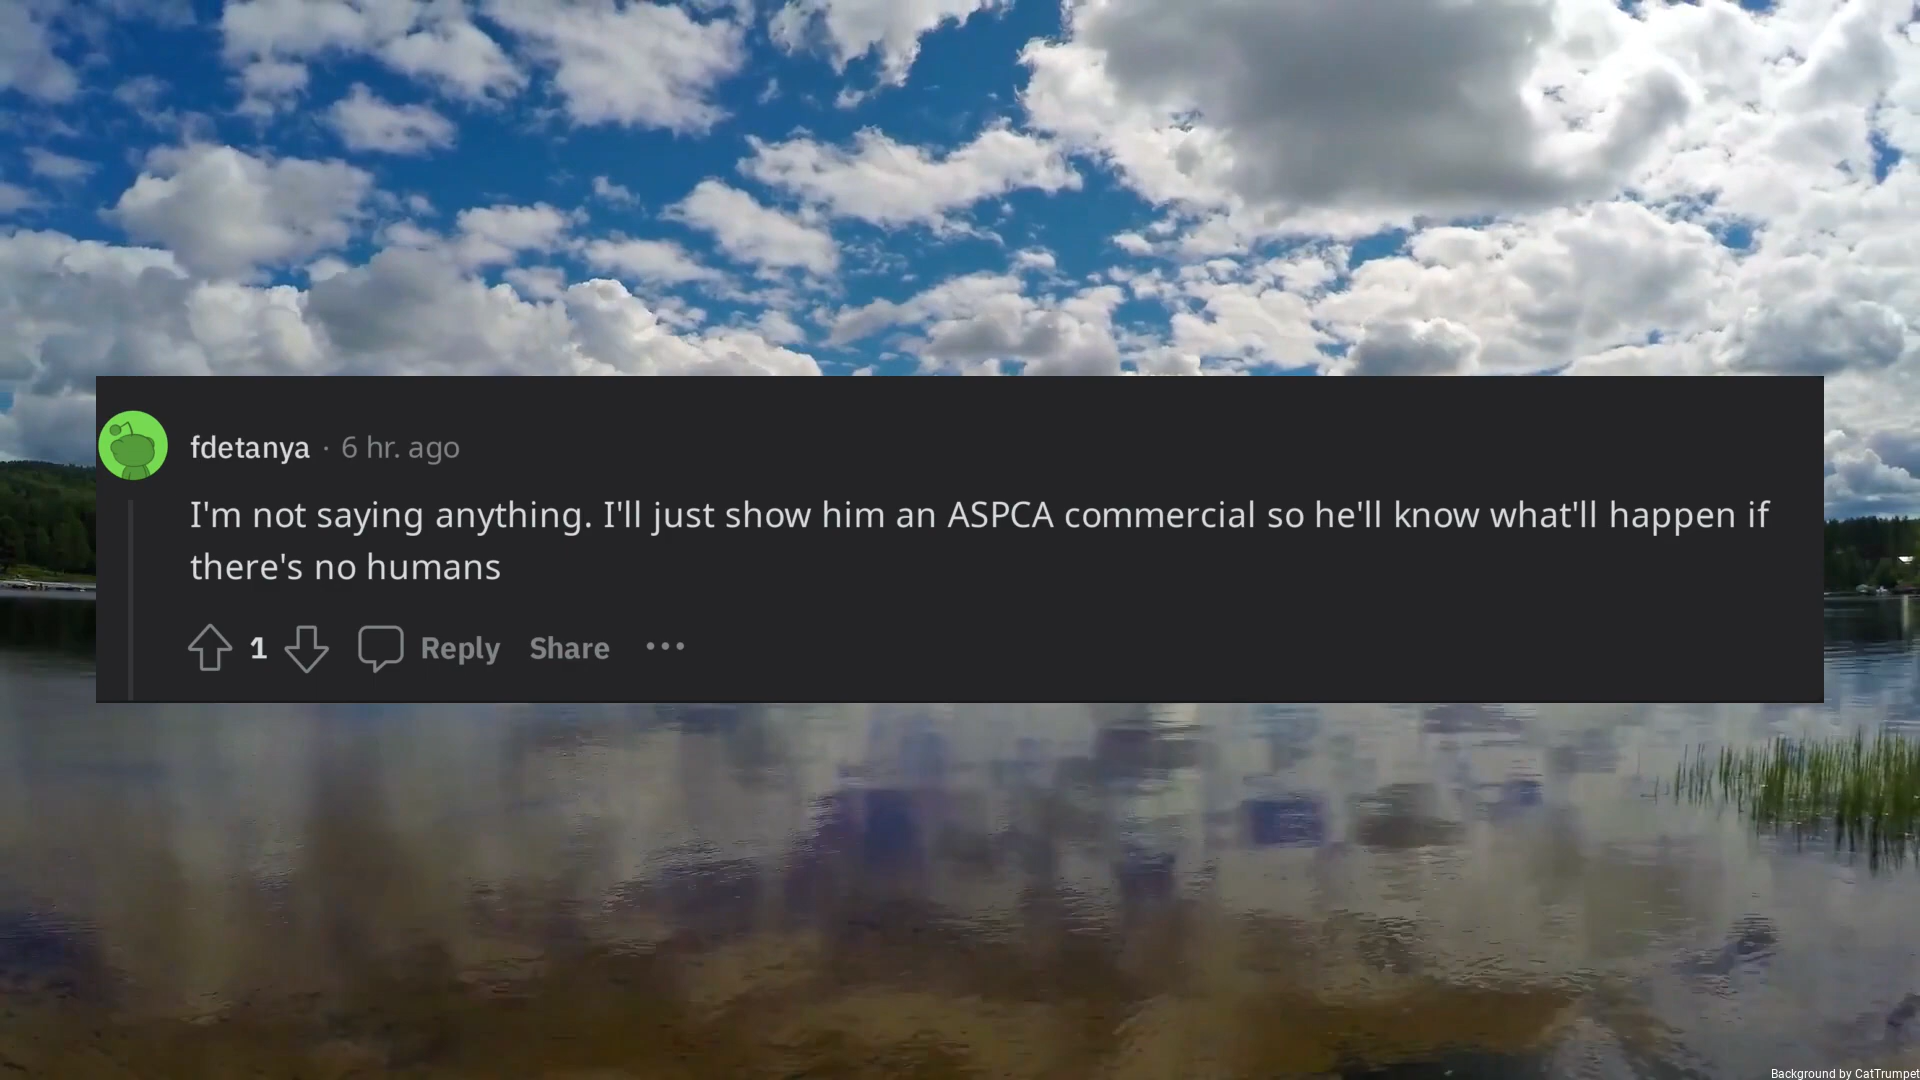 fdetanya · 6 hr. ago
I'm not saying anything. I'll just show him an ASPCA commercial so he'll know what'll happen if
there's no humans
1 Reply Share •••
Background by CatTrumpet